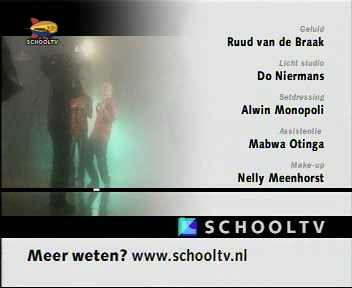 SCHOOLTV
Geluid
Ruud van de Braak
Licht studio
Do Niermans
Setdressing
Alwin Monopoli
Assistentie
Mabwa Otinga
Make-up
Nelly Meenhorst
SCHOOLTV
Meer weten? www.schooltv.nl